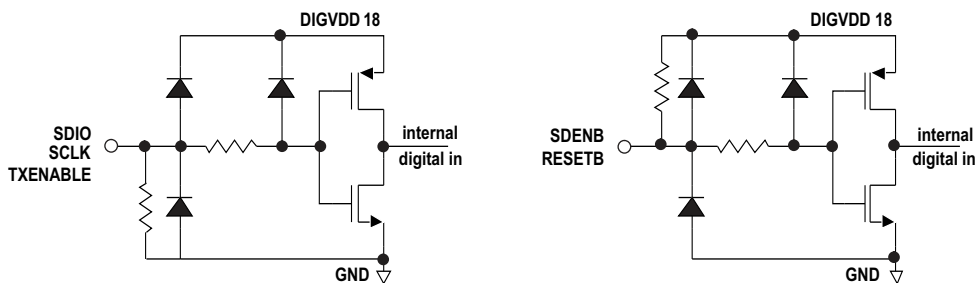 DIGVDD 18
SDIO
SCLK
TXENABLE
internal
digital in
GND
DIGVDD 18
SDENB
RESETB
internal
digital in
GND